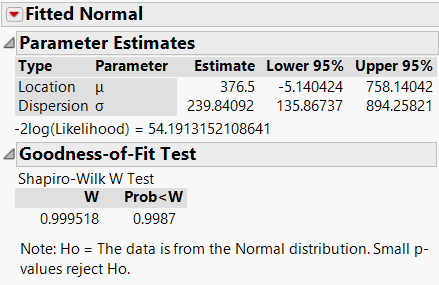 Fitted Normal
Parameter Estimates
Type Parameter Estimate Lower 95% Upper 95%
Location μ 376.5 -5.140424 758.14042
Dispersion σ 239.84092 135.86737 894.25821
-2log(Likelihood) = 54.1913152108641
Goodness-of-Fit Test
Shapiro-Wilk W Test
W Prob<W
0.999518 0.9987
Note: Ho = The data is from the Normal distribution. Small p-
values reject Ho.